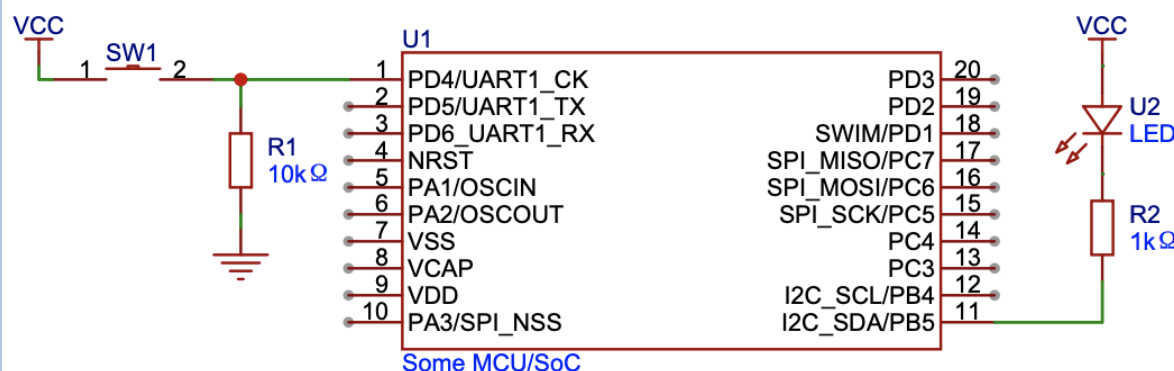 VCC
SW1
1 2
R1
10kΩ
U1
1 PD4/UART1_CK
2 PD5/UART1_TX
3 PD6_UART1_RX
4 NRST
5 PA1/OSCIN
6 PA2/OSCOUT
7 VSS
8 VCAP
9 VDD
10 PA3/SPI_NSS
PD3 20
PD2 19
SWIM/PD1 18
SPI_MISO/PC7 17
SPI_MOSI/PC6 16
SPI_SCK/PC5 15
PC4 14
PC3 13
I2C_SCL/PB4 12
I2C_SDA/PB5 11
Some MCU/SoC
VCC
U2
LED
R2
1kΩ